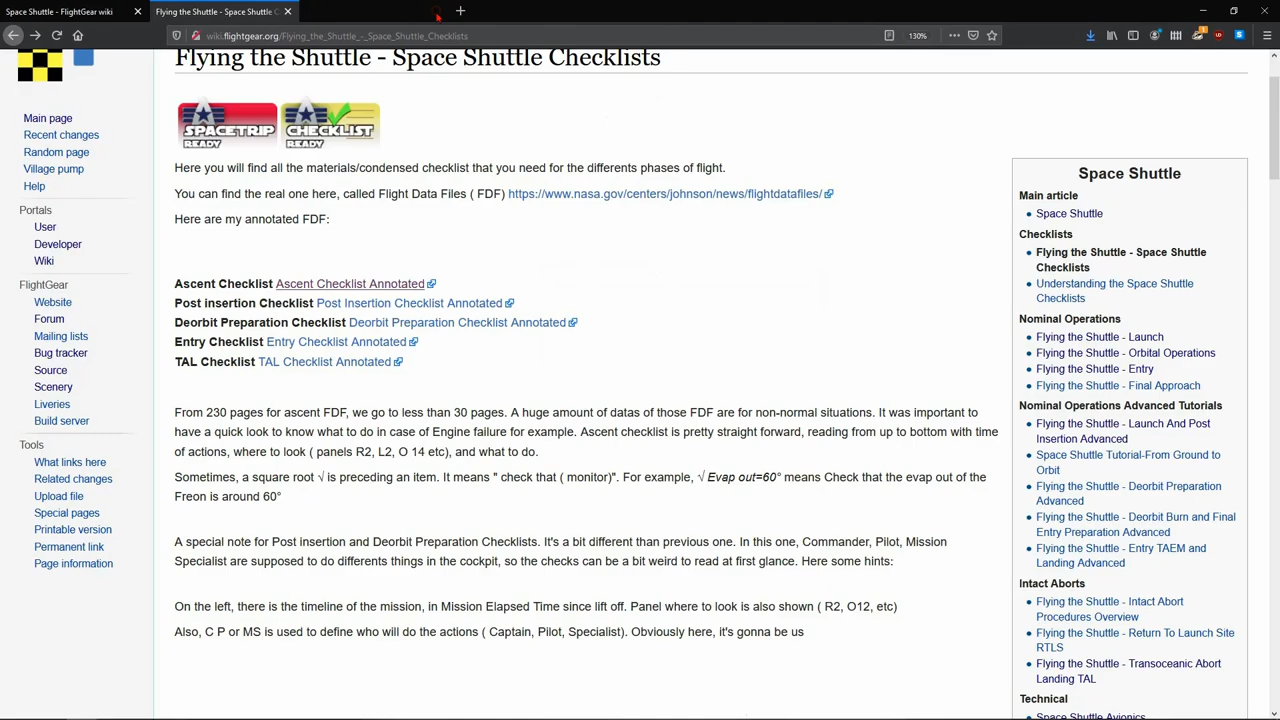 Space Shuttle - FlightGear wiki
Flying the Shuttle - Space Shuttle C
wiki.flightgear.org/Flying_the_Shuttle_-_Space_Shuttle_Checklists
130%
Flying the Shuttle - Space Shuttle Checklists
SPACETRIP
READY
CHECKLIST
READY
Main page
Recent changes
Random page
Village pump
Help
Portals
User
Developer
Wiki
FlightGear
Website
Forum
Mailing lists
Bug tracker
Source
Scenery
Liveries
Build server
Tools
What links here
Related changes
Upload file
Special pages
Printable version
Permanent link
Page information
Here you will find all the materials/condensed checklist that you need for the differents phases of flight.
You can find the real one here, called Flight Data Files ( FDF) https://www.nasa.gov/centers/johnson/news/flightdatafiles/
Here are my annotated FDF:
Ascent Checklist Ascent Checklist Annotated
Post insertion Checklist Post Insertion Checklist Annotated
Deorbit Preparation Checklist Deorbit Preparation Checklist Annotated
Entry Checklist Entry Checklist Annotated
TAL Checklist TAL Checklist Annotated
From 230 pages for ascent FDF, we go to less than 30 pages. A huge amount of datas of those FDF are for non-normal situations. It was important to
have a quick look to know what to do in case of Engine failure for example. Ascent checklist is pretty straight forward, reading from up to bottom with time
of actions, where to look ( panels R2, L2, O 14 etc), and what to do.
Sometimes, a square root √ is preceding an item. It means " check that ( monitor)". For example, √ Evap out=60° means Check that the evap out of the
Freon is around 60°
A special note for Post insertion and Deorbit Preparation Checklists. It's a bit different than previous one. In this one, Commander, Pilot, Mission
Specialist are supposed to do differents things in the cockpit, so the checks can be a bit weird to read at first glance. Here some hints:
On the left, there is the timeline of the mission, in Mission Elapsed Time since lift off. Panel where to look is also shown ( R2, O12, etc)
Also, C P or MS is used to define who will do the actions ( Captain, Pilot, Specialist). Obviously here, it's gonna be us
Space Shuttle
Main article
Space Shuttle
Checklists
Flying the Shuttle - Space Shuttle
Checklists
Understanding the Space Shuttle
Checklists
Nominal Operations
Flying the Shuttle - Launch
Flying the Shuttle - Orbital Operations
Flying the Shuttle - Entry
Flying the Shuttle - Final Approach
Nominal Operations Advanced Tutorials
Flying the Shuttle - Launch And Post
Insertion Advanced
Space Shuttle Tutorial-From Ground to
Orbit
Flying the Shuttle - Deorbit Preparation
Advanced
Flying the Shuttle - Deorbit Burn and Final
Entry Preparation Advanced
Flying the Shuttle - Entry TAEM and
Landing Advanced
Intact Aborts
Flying the Shuttle - Intact Abort
Procedures Overview
Flying the Shuttle - Return To Launch Site
RTLS
Flying the Shuttle - Transoceanic Abort
Landing TAL
Technical
Space Shuttle Avionics